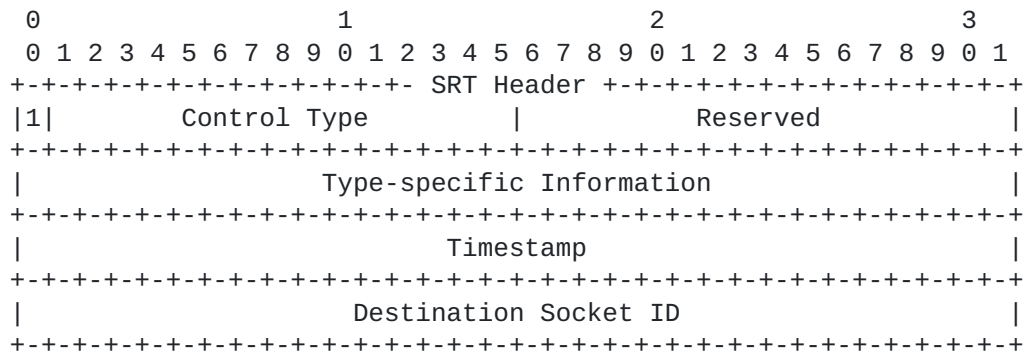 0                   1                   2                   3
 0 1 2 3 4 5 6 7 8 9 0 1 2 3 4 5 6 7 8 9 0 1 2 3 4 5 6 7 8 9 0 1
+-+-+-+-+-+-+-+-+-+-+-+-+- SRT Header +-+-+-+-+-+-+-+-+-+-+-+-+-+
|1|        Control Type         |           Reserved            |
+-+-+-+-+-+-+-+-+-+-+-+-+-+-+-+-+-+-+-+-+-+-+-+-+-+-+-+-+-+-+-+-+
|                   Type-specific Information                   |
+-+-+-+-+-+-+-+-+-+-+-+-+-+-+-+-+-+-+-+-+-+-+-+-+-+-+-+-+-+-+-+-+
|                           Timestamp                           |
+-+-+-+-+-+-+-+-+-+-+-+-+-+-+-+-+-+-+-+-+-+-+-+-+-+-+-+-+-+-+-+-+
|                     Destination Socket ID                     |
+-+-+-+-+-+-+-+-+-+-+-+-+-+-+-+-+-+-+-+-+-+-+-+-+-+-+-+-+-+-+-+-+